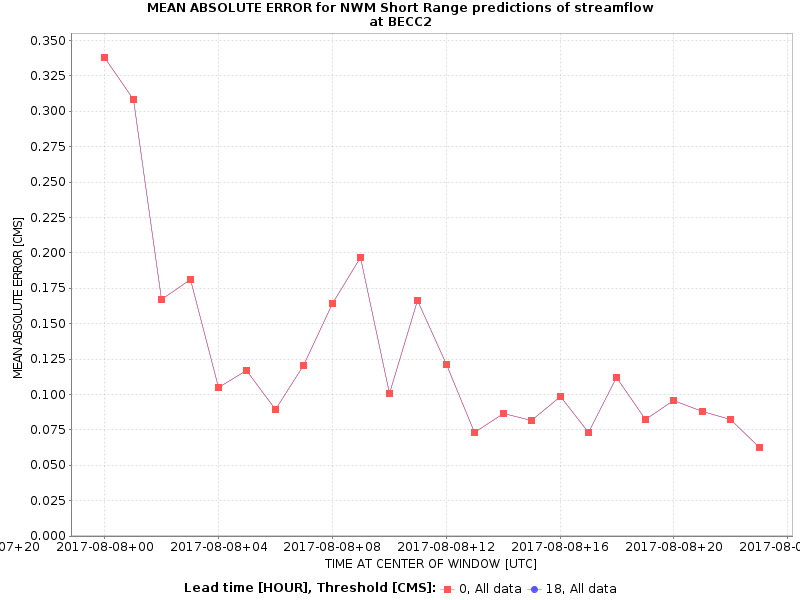 MEAN ABSOLUTE ERROR for NWM Short Range predictions of streamflow
at BECC2
0.350
0.325
0.300
0.275
0.250
0.225
0.200
0.175
0.150
0.125
0.100
0.075
0.050
0.025
0.000
MEAN ABSOLUTE ERROR [CMS]
07+20 2017-08-08+00 2017-08-08+04 2017-08-08+08 2017-08-08+12 2017-08-08+16 2017-08-08+20 2017-08-0
TIME AT CENTER OF WINDOW [UTC]
Lead time [HOUR], Threshold [CMS]: 0, All data 18, All data